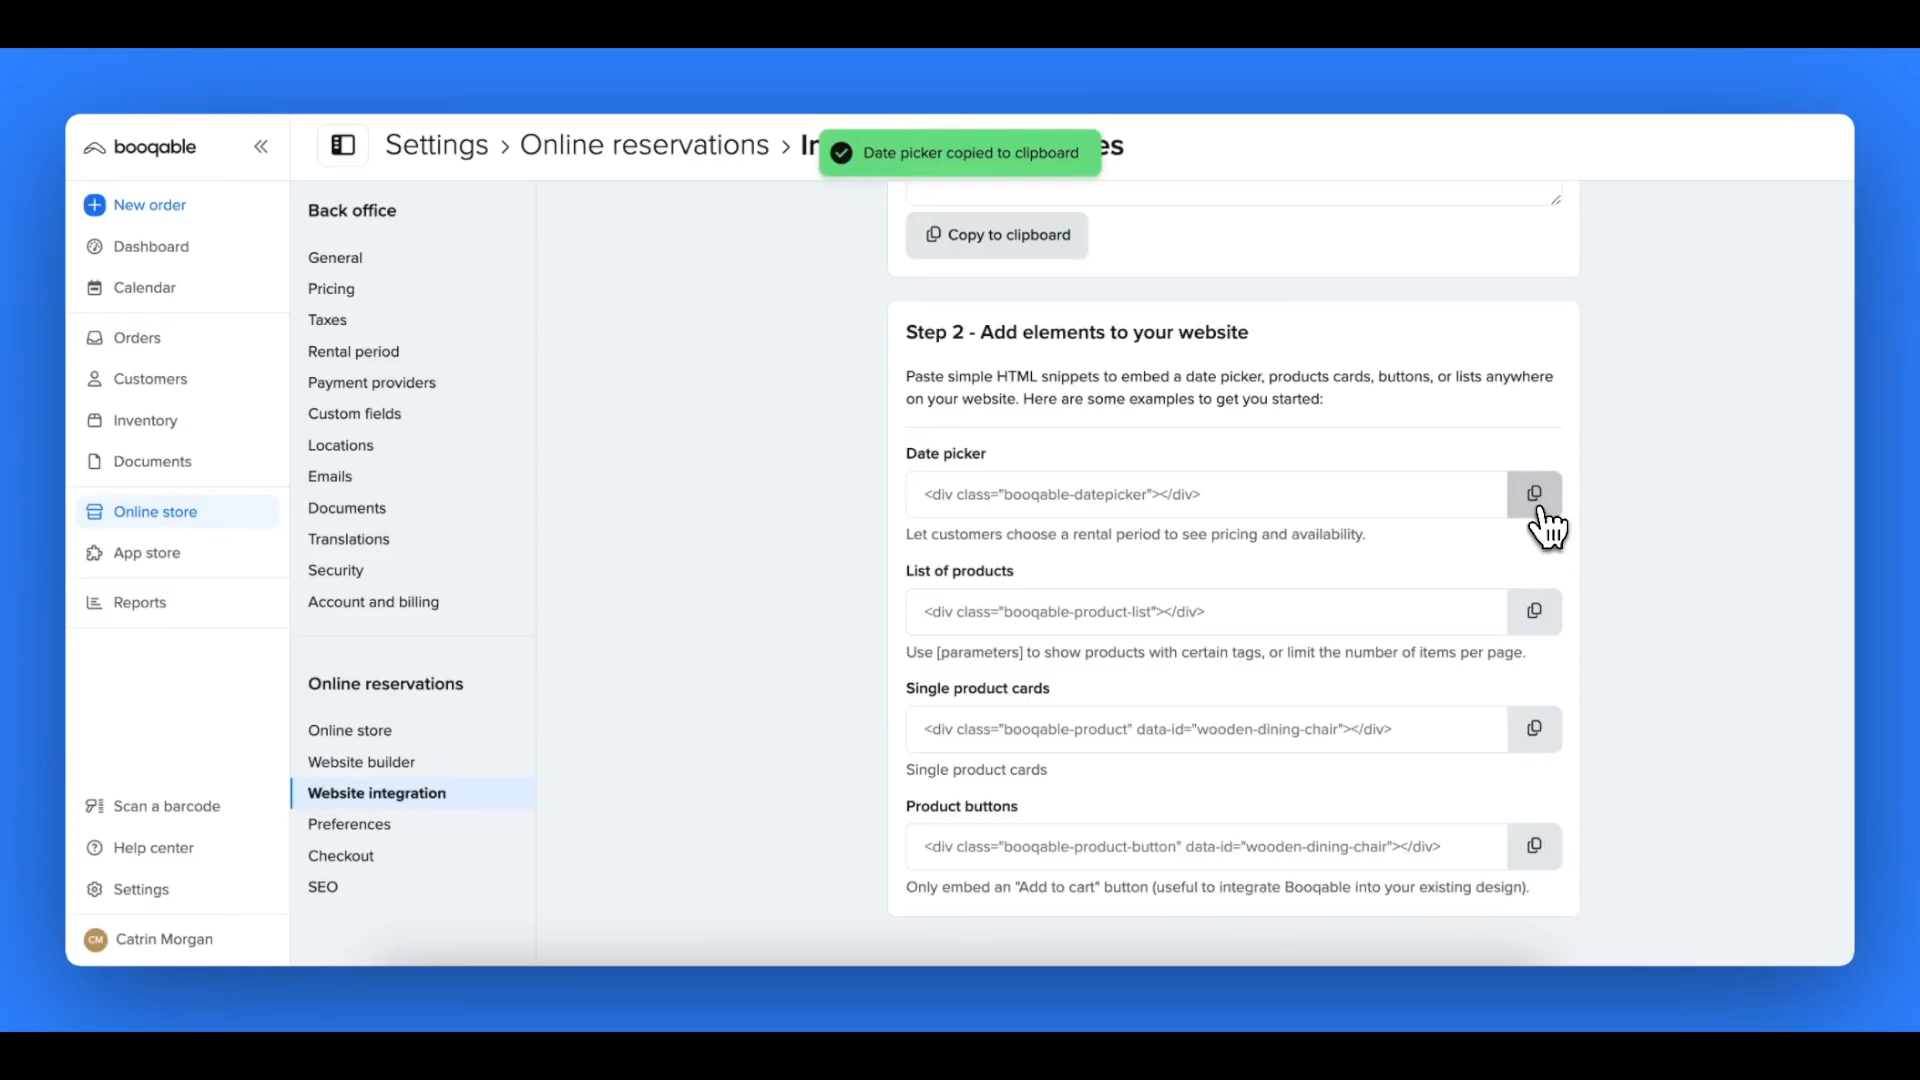 booqable
Settings › Online reservations › In
es
Date picker copied to clipboard
New order
Dashboard
Calendar
Orders
Customers
Inventory
Documents
Online store
App store
Reports
Scan a barcode
Help center
Settings
CM
Catrin Morgan
Back office
General
Pricing
Taxes
Rental period
Payment providers
Custom fields
Locations
Emails
Documents
Translations
Security
Account and billing
Online reservations
Online store
Website builder
Website integration
Preferences
Checkout
SEO
Copy to clipboard
Step 2 - Add elements to your website
Paste simple HTML snippets to embed a date picker, products cards, buttons, or lists anywhere
on your website. Here are some examples to get you started:
Date picker
<div class="booqable-datepicker"></div>
Let customers choose a rental period to see pricing and availability.
List of products
<div class="booqable-product-list"></div>
Use [parameters] to show products with certain tags, or limit the number of items per page.
Single product cards
<div class="booqable-product" data-id="wooden-dining-chair"></div>
Single product cards
Product buttons
<div class="booqable-product-button" data-id="wooden-dining-chair"></div>
Only embed an "Add to cart" button (useful to integrate Booqable into your existing design).